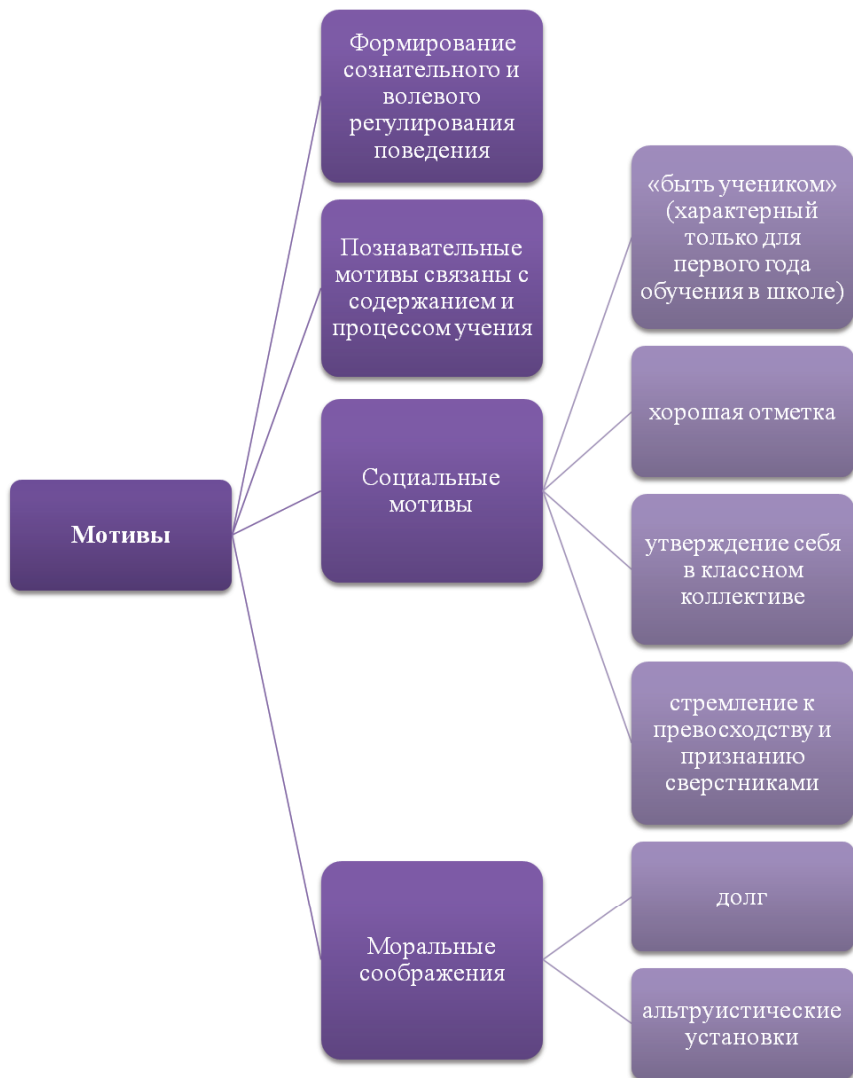 Мотивы
Формирование
сознательного и
волевого
регулирования
поведения
Познавательные
мотивы связаны с
содержанием и
процессом учения
Социальные
мотивы
«быть учеником»
(характерный
только для
первого года
обучения в школе)
хорошая отметка
утверждение себя
в классном
коллективе
стремление к
превосходству и
признанию
сверстниками
Моральные
соображения
долг
альтруистические
установки